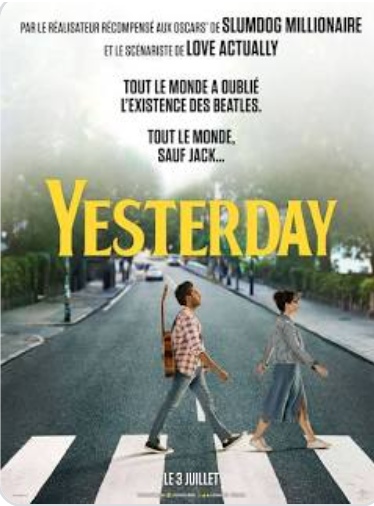 PAR LE RÉALISATEUR RÉCOMPENSÉ AUX OSCARS® DE SLUMDOG MILLIONAIRE
ET LE SCÉNARISTE DE LOVE ACTUALLY
TOUT LE MONDE A OUBLIÉ
L'EXISTENCE DES BEATLES.
TOUT LE MONDE,
SAUF JACK...
YESTERDAY
LE 3 JUILLET